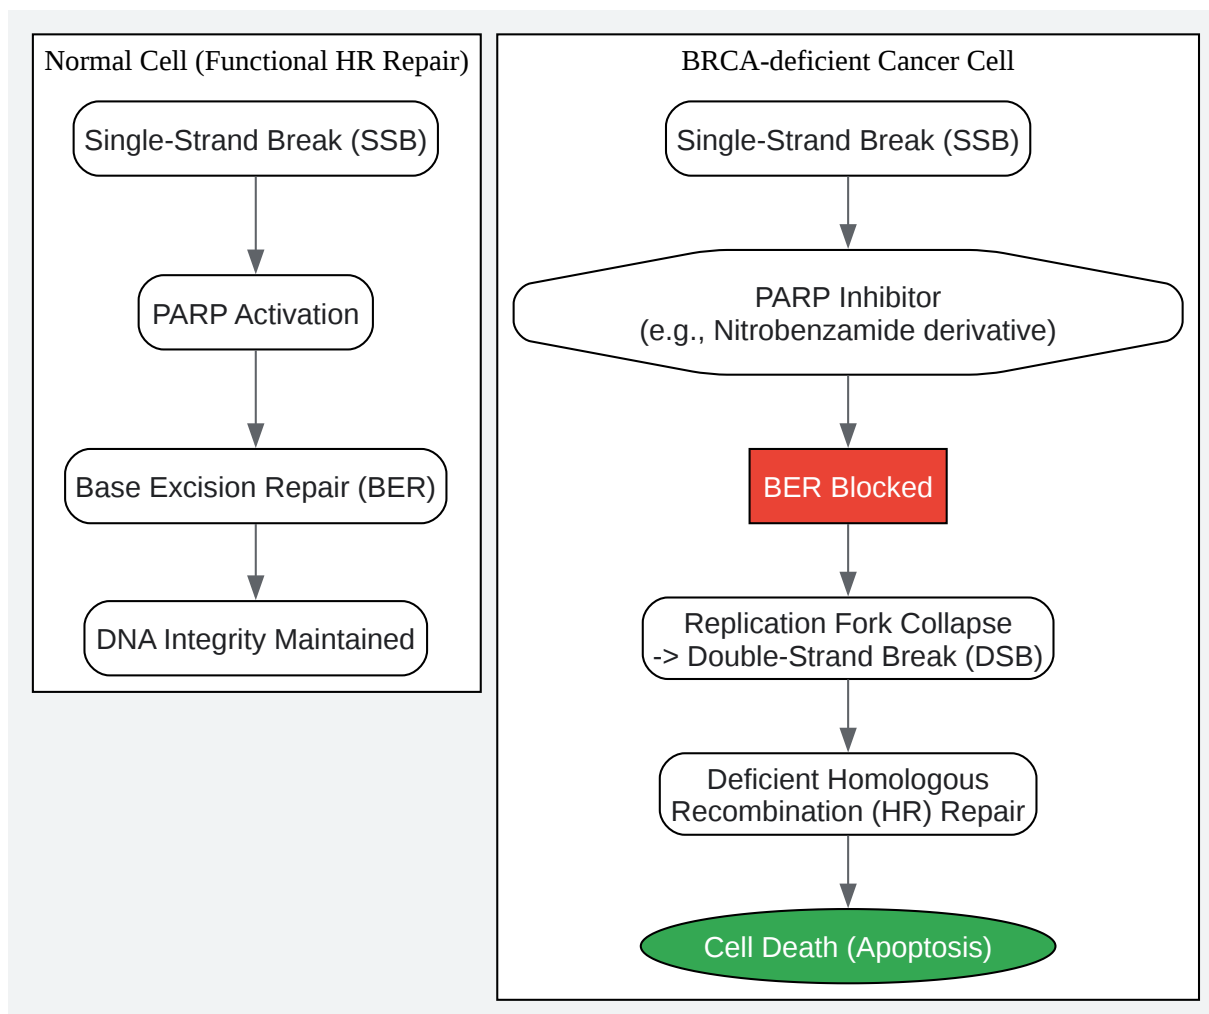 Normal Cell (Functional HR Repair)
Single-Strand Break (SSB)
PARP Activation
Base Excision Repair (BER)
DNA Integrity Maintained
BRCA-deficient Cancer Cell
Single-Strand Break (SSB)
PARP Inhibitor
(e.g., Nitrobenzamide derivative)
BER Blocked
Replication Fork Collapse
-> Double-Strand Break (DSB)
Deficient Homologous
Recombination (HR) Repair
Cell Death (Apoptosis)